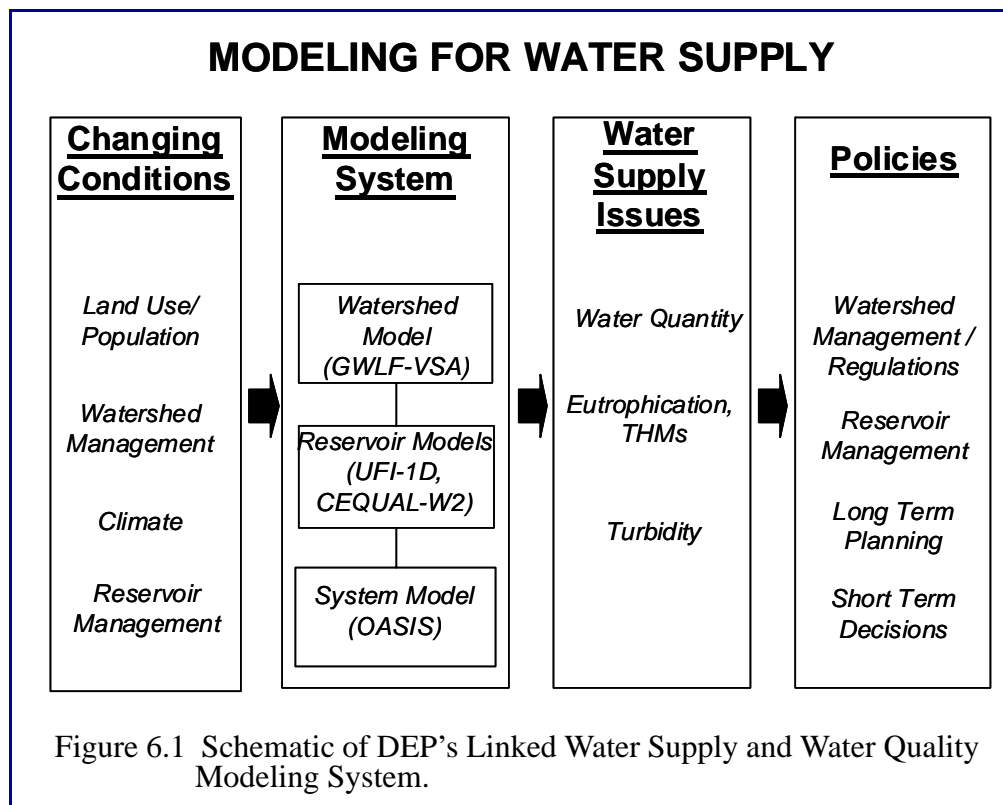 MODELING FOR WATER SUPPLY
Changing
Conditions
Land Use/
Population
Watershed
Management
Climate
Reservoir
Management
Modeling
System
Watershed
Model
(GWLF-VSA)
Reservoir Models
(UFI-1D,
CEQUAL-W2)
System Model
(OASIS)
Water
Supply
Issues
Water Quantity
Eutrophication,
THMs
Turbidity
Policies
Watershed
Management /
Regulations
Reservoir
Management
Long Term
Planning
Short Term
Decisions
Figure 6.1 Schematic of DEP's Linked Water Supply and Water Quality
Modeling System.